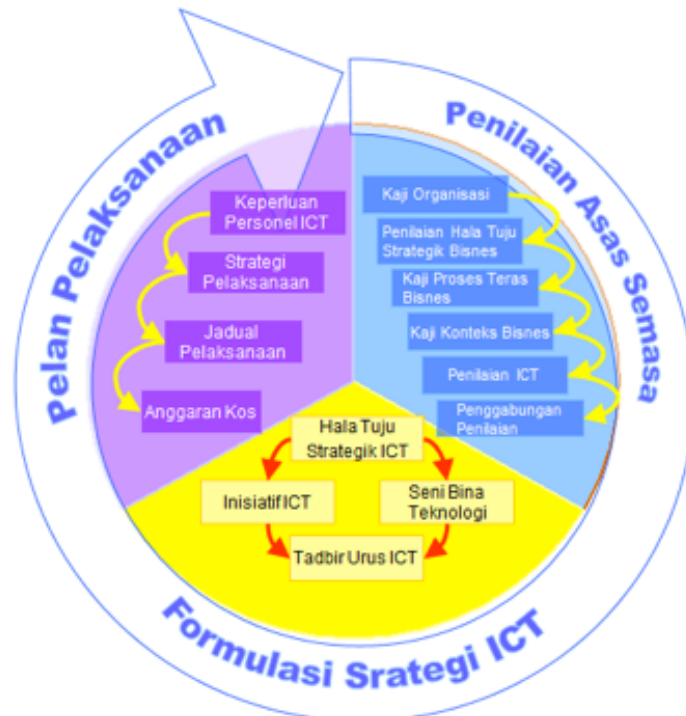 Pelan Pelaksanaan
Penilaian Asas Semasa
Keperluan
Personel ICT
Strategi
Pelaksanaan
Jadual
Pelaksanaan
Anggaran Kos
Kaji Organisasi
Penilaian Hala Tuju
Strategik Bisnes
Kaji Proses Teras
Bisnes
Kaji Konteks Bisnes
Penilaian ICT
Penggabungan
Penilaian
Hala Tuju
Strategik ICT
Inisiatif ICT
Seni Bina
Teknologi
Tadbir Urus ICT
Formulasi Srategi ICT